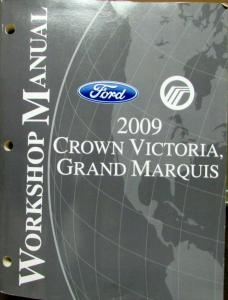 WORKSHOP MANUAL
Ford
2009
CROWN VICTORIA,
GRAND MARQUIS